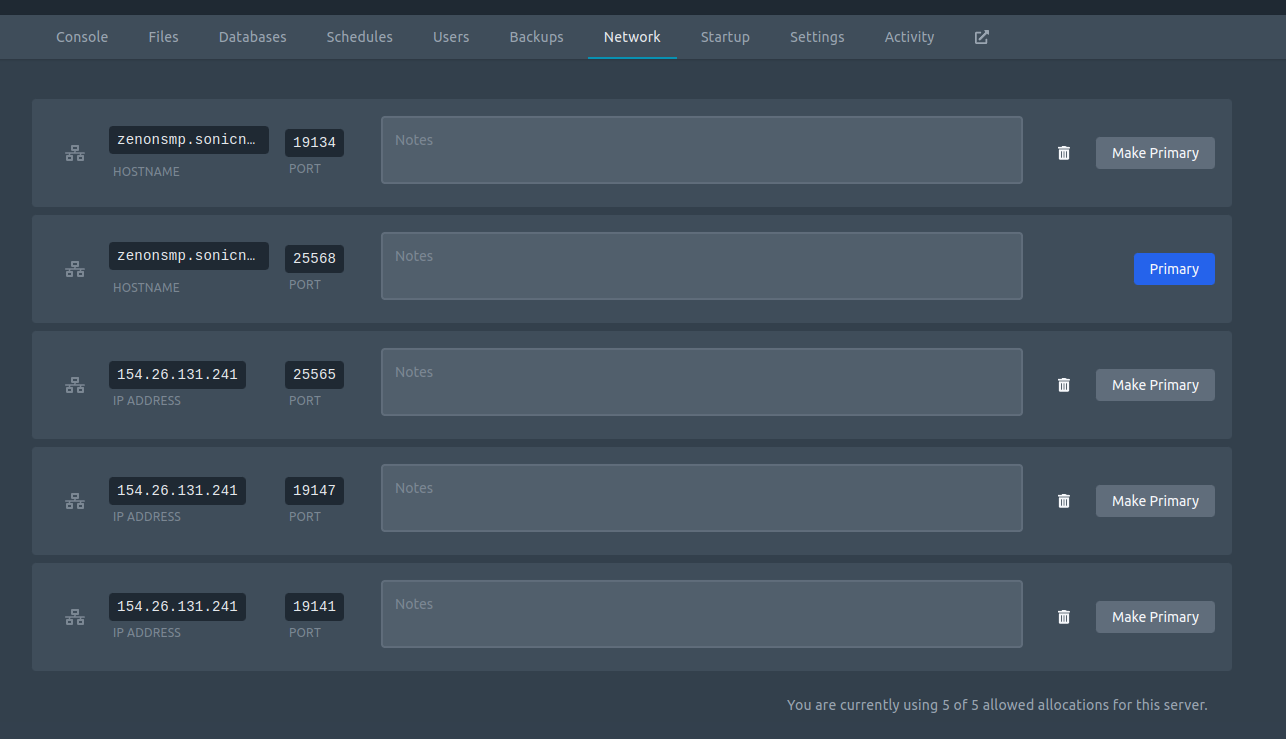 Console Files Databases Schedules Users Backups Network Startup Settings Activity
zenonsmp.sonicn… 19134 Notes Make Primary
HOSTNAME PORT
zenonsmp.sonicn… 25568 Notes Primary
HOSTNAME PORT
154.26.131.241 25565 Notes Make Primary
IP ADDRESS PORT
154.26.131.241 19147 Notes Make Primary
IP ADDRESS PORT
154.26.131.241 19141 Notes Make Primary
IP ADDRESS PORT
You are currently using 5 of 5 allowed allocations for this server.